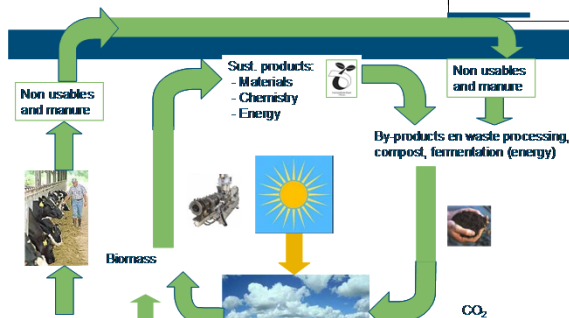 Sust. products:
- Materials
- Chemistry
- Energy
Non usables
and manure
Non usables
and manure
By-products en waste processing,
compost, fermentation (energy)
Biomass
CO2